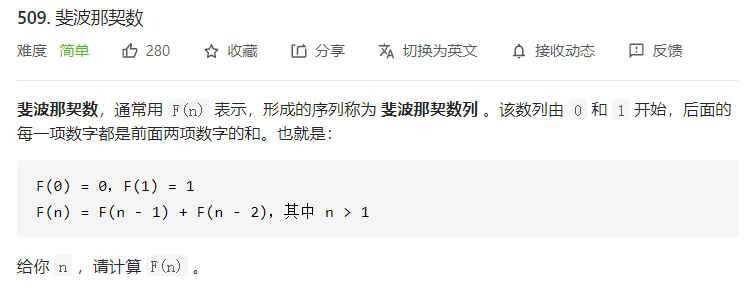 509. 斐波那契数
难度 简单 280 收藏 分享 切换为英文 接收动态 反馈
斐波那契数，通常用 F(n) 表示，形成的序列称为 斐波那契数列 。该数列由 0 和 1 开始，后面的
每一项数字都是前面两项数字的和。也就是：
F(0) = 0，F(1) = 1
F(n) = F(n - 1) + F(n - 2)，其中 n > 1
给你 n ，请计算 F(n) 。